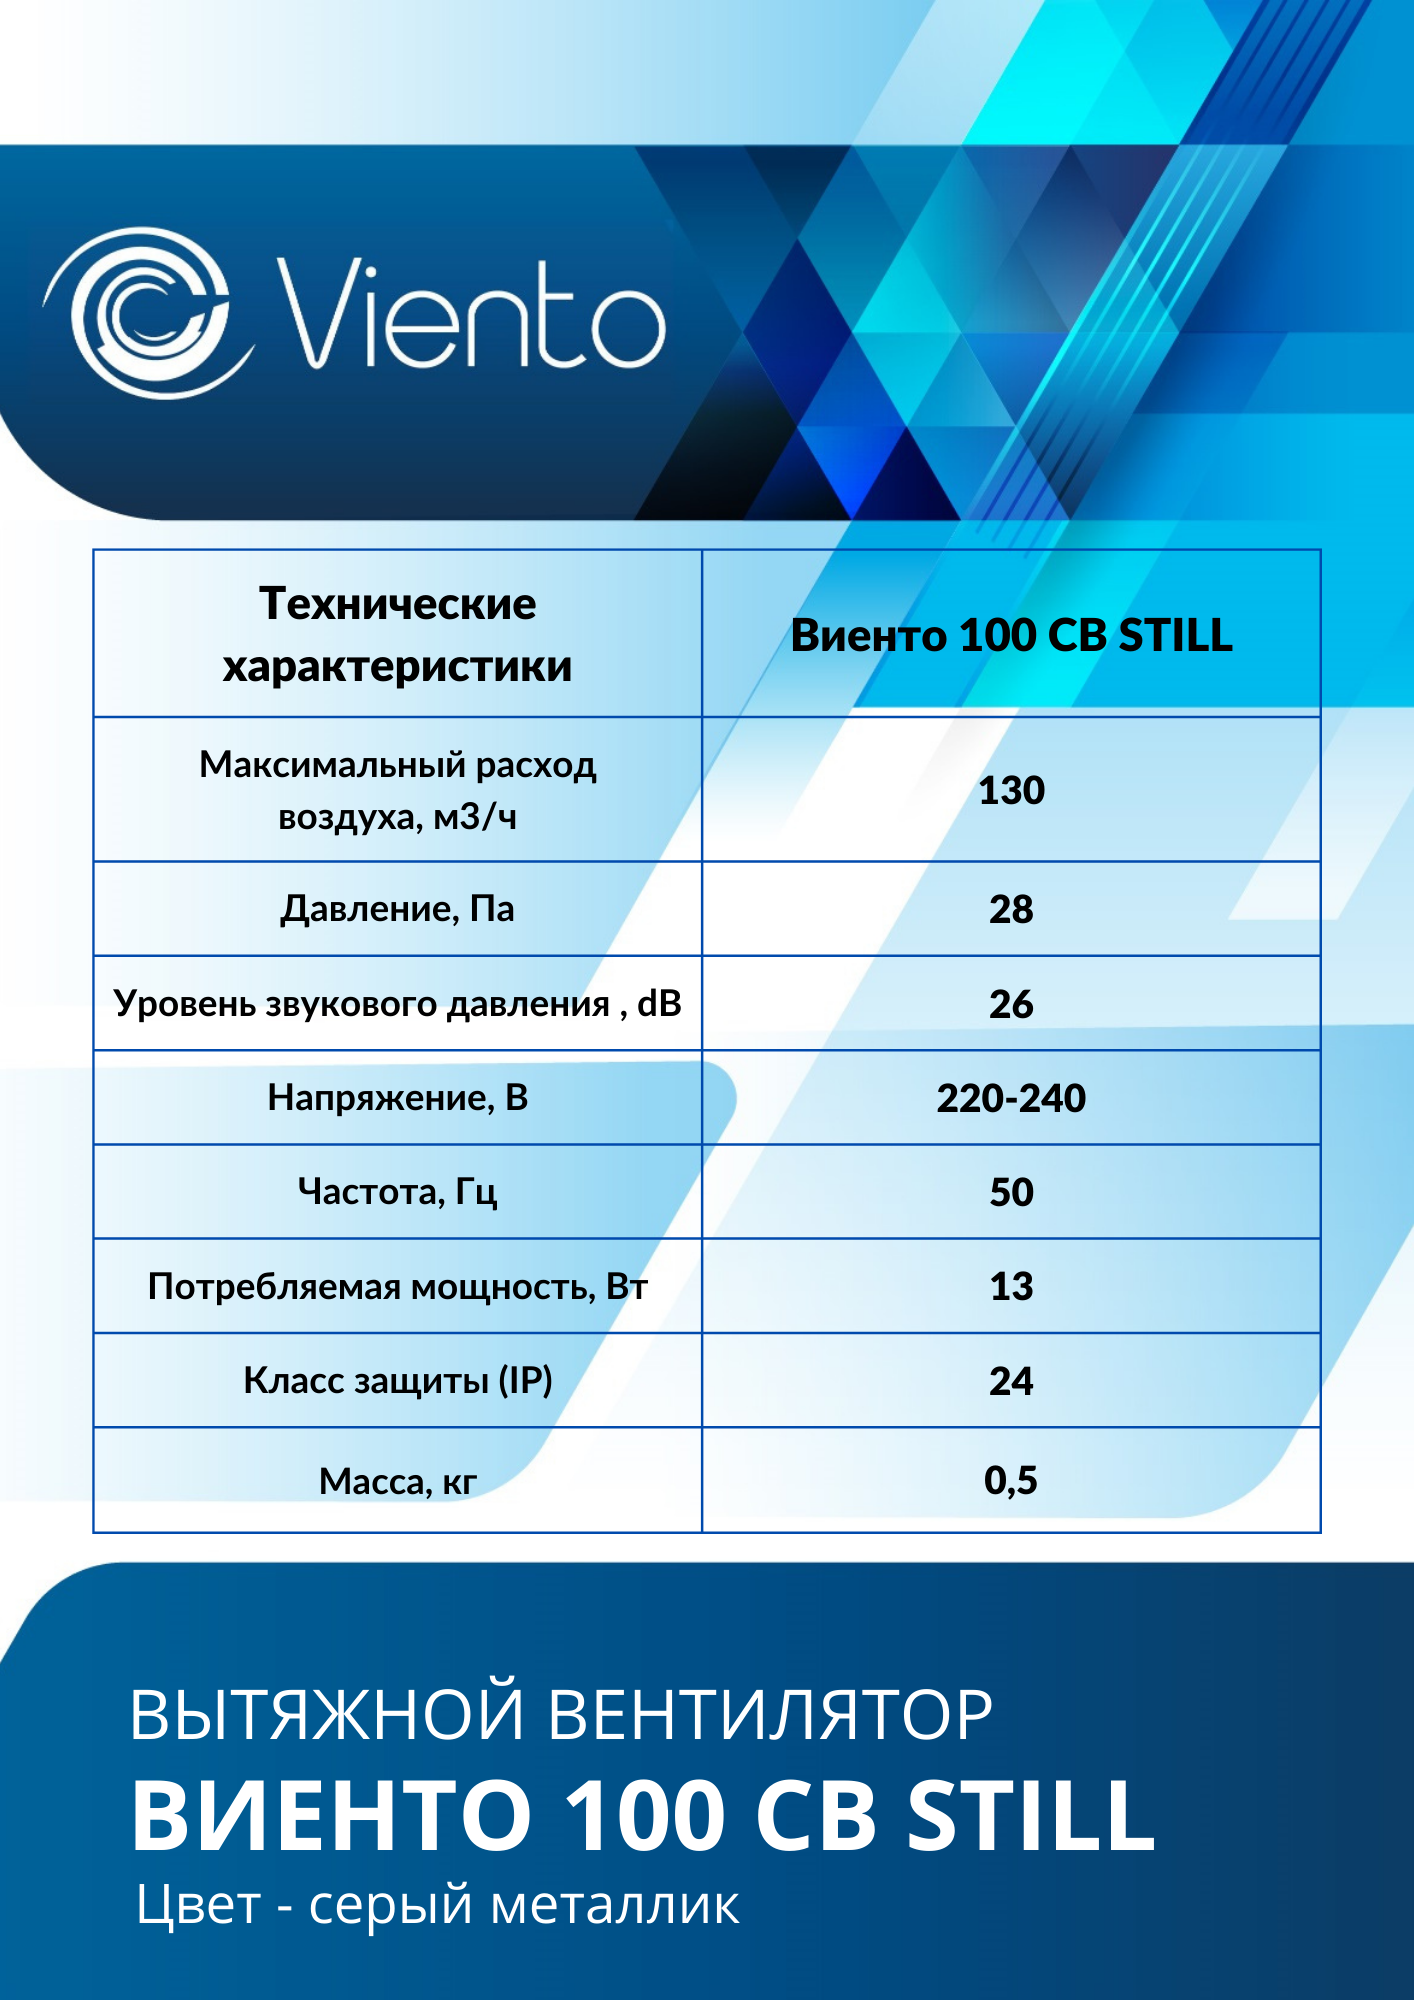 Viento
Технические
характеристики
Виенто 100 СВ STILL
Максимальный расход
воздуха, м3/ч
130
Давление, Па
28
Уровень звукового давления , dB
26
Напряжение, В
220-240
Частота, Гц
50
Потребляемая мощность, Вт
13
Класс защиты (IP)
24
Масса, кг
0,5
ВЫТЯЖНОЙ ВЕНТИЛЯТОР
ВИЕНТО 100 СВ STILL
Цвет - серый металлик